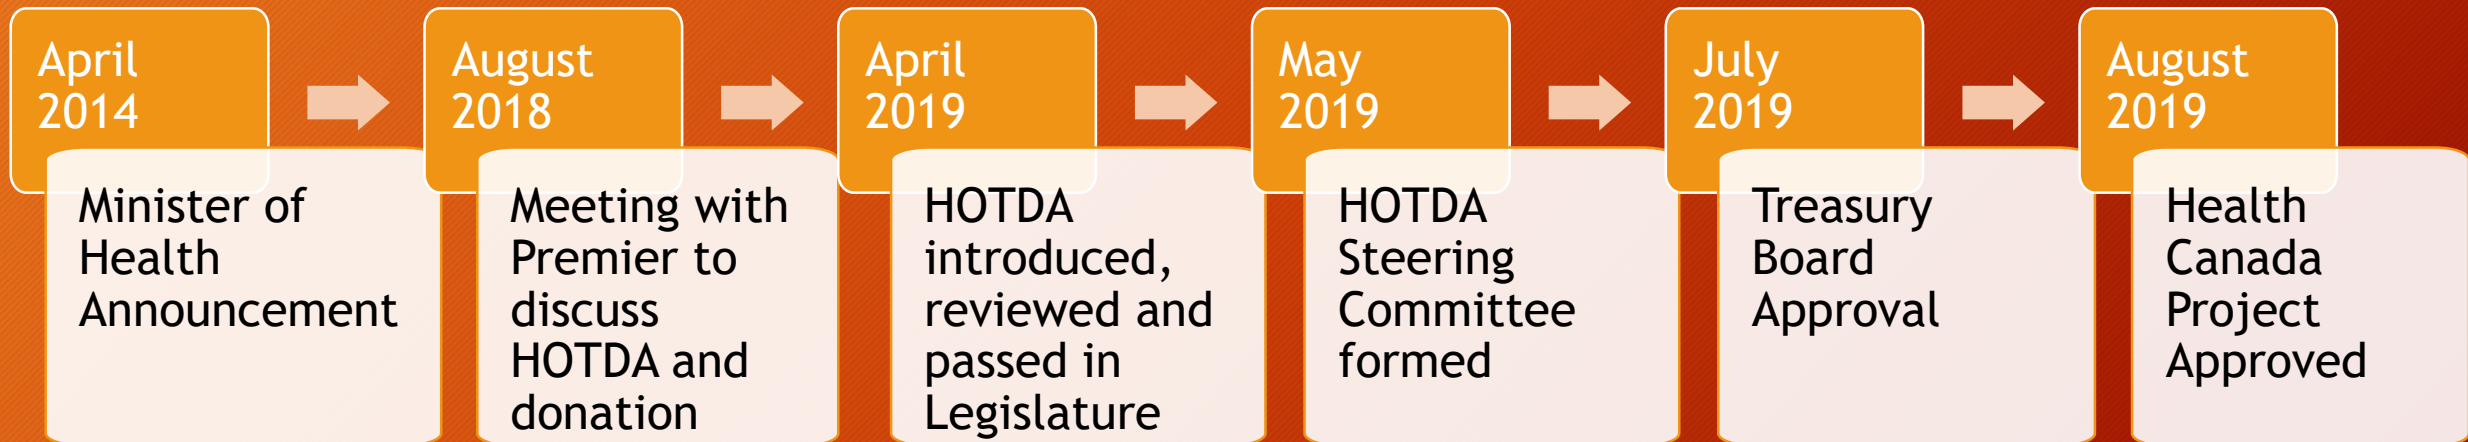 April
2014
Minister of
Health
Announcement
August
2018
Meeting with
Premier to
discuss
HOTDA and
donation
April
2019
HOTDA
introduced,
reviewed and
passed in
Legislature
May
2019
HOTDA
Steering
Committee
formed
July
2019
Treasury
Board
Approval
August
2019
Health
Canada
Project
Approved